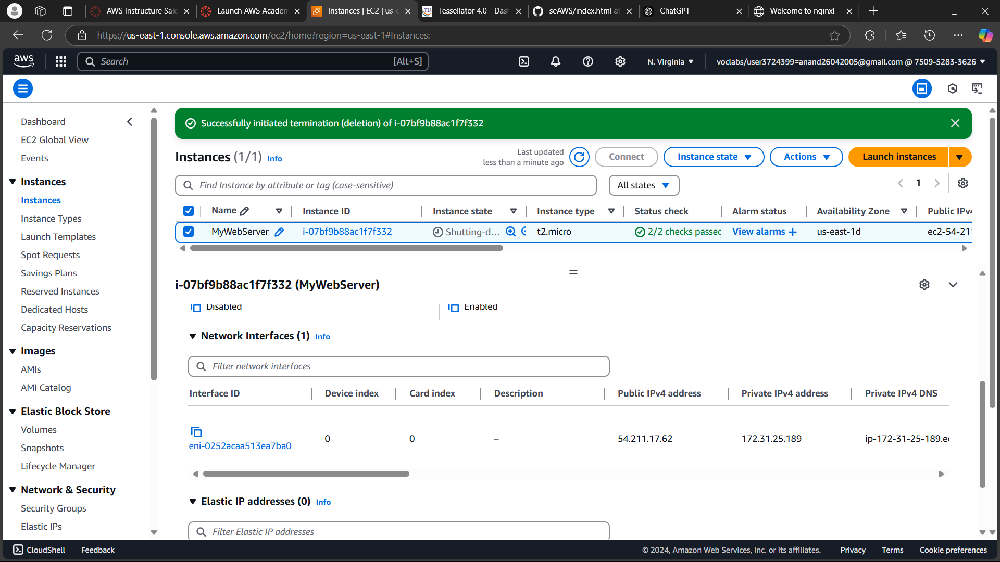 AWS Instructure Sale
Launch AWS Academ
Instances | EC2 | us-e
Tessellator 4.0 - Dash
seAWS/index.html at
ChatGPT
Welcome to nginx!
https://us-east-1.console.aws.amazon.com/ec2/home?region=us-east-1#Instances:
aws
Search
[Alt+S]
N. Virginia
voclabs/user3724399=anand26042005@gmail.com @ 7509-5283-3626
Dashboard
EC2 Global View
Events
Instances
Instances
Instance Types
Launch Templates
Spot Requests
Savings Plans
Reserved Instances
Dedicated Hosts
Capacity Reservations
Images
AMIs
AMI Catalog
Elastic Block Store
Volumes
Snapshots
Lifecycle Manager
Network & Security
Security Groups
Elastic IPs
Successfully initiated termination (deletion) of i-07bf9b88ac1f7f332
Instances (1/1) Info
Last updated
less than a minute ago
Connect
Instance state
Actions
Launch instances
Find Instance by attribute or tag (case-sensitive)
All states
1
Name Instance ID Instance state Instance type Status check Alarm status Availability Zone Public IPv4
MyWebServer i-07bf9b88ac1f7f332 Shutting-d... t2.micro 2/2 checks passed View alarms + us-east-1d ec2-54-211
i-07bf9b88ac1f7f332 (MyWebServer)
Disabled
Enabled
Network Interfaces (1) Info
Filter network interfaces
Interface ID Device index Card index Description Public IPv4 address Private IPv4 address Private IPv4 DNS
eni-0252acaa513ea7ba0 0 0 – 54.211.17.62 172.31.25.189 ip-172-31-25-189.ec
Elastic IP addresses (0) Info
Filter Elastic IP addresses
CloudShell
Feedback
© 2024, Amazon Web Services, Inc. or its affiliates.
Privacy
Terms
Cookie preferences